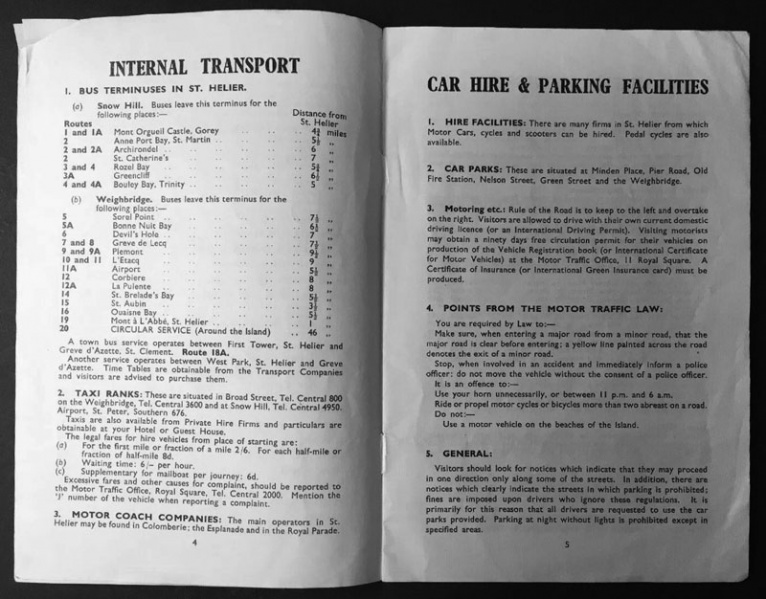 INTERNAL TRANSPORT
1. BUS TERMINUSES IN ST. HELIER.
(a) Snow Hill. Buses leave this terminus for the
following places:—
Distance from
Routes St. Helier
1 and 1A Mont Orgueil Castle, Gorey .. .. .. .. 4¾ miles
2 Anne Port Bay, St. Martin .. .. .. .. 5½ ,,
2 and 2A Archirondel .. .. .. .. .. 6 ,,
2 St. Catherine's .. .. .. .. .. 7 ,,
3 and 4 Rozel Bay .. .. .. .. ,,
3A Greencliff .. .. .. .. ,,
4 and 4A Bouley Bay, Trinity .. .. .. .. 5 ,,
(b) Weighbridge. Buses leave this terminus for the
following places:—
5 Sorel Point .. .. .. .. ,,
5A Bonne Nuit Bay .. .. .. .. ,,
6 Devil's Hole .. .. .. .. 7 ,,
7 and 8 Greve de Lecq .. .. .. .. ,,
9 and 9A Plemont .. .. .. .. ,,
10 and 11 L'Etacq .. .. .. .. 9 ,,
11A Airport .. .. .. .. ,,
12 Corbiere .. .. .. .. 8 ,,
12A La Pulente .. .. .. .. 8 ,,
14 St. Brelade's Bay .. .. .. .. ,,
15 St. Aubin .. .. .. .. ,,
16 Ouaisne Bay .. .. .. .. ,,
19 Mont à L'Abbé, St. Helier .. .. .. 1 ,,
20 CIRCULAR SERVICE (Around the Island) .. 46 ,,
A town bus service operates between First Tower, St. Helier and
Greve d'Azette, St. Clement. Route 18A.
Another service operates between West Park, St. Helier and Greve
d'Azette. Time Tables are obtainable from the Transport Companies
and visitors are advised to purchase them.
2. TAXI RANKS: These are situated in Broad Street, Tel. Central 800
on the Weighbridge, Tel. Central 3600 and at Snow Hill, Tel. Central 4950.
Airport, St. Peter, Southern 676.
Taxis are also available from Private Hire Firms and particulars are
obtainable at your Hotel or Guest House.
The legal fares for hire vehicles from place of starting are:
(a) For the first mile or fraction of a mile 2/6. For each half-mile or
fraction of half-mile 8d.
(b) Waiting time: 6/– per hour.
(c) Supplementary for mailboat per journey: 6d.
Excessive fares and other causes for complaint, should be reported to
the Motor Traffic Office, Royal Square, Tel. Central 2000. Mention the
'J' number of the vehicle when reporting a complaint.
3. MOTOR COACH COMPANIES: The main operators in St.
Helier may be found in Colomberie; the Esplanade and in the Royal Parade.
4
CAR HIRE & PARKING FACILITIES
1. HIRE FACILITIES: There are many firms in St. Helier from which
Motor Cars, cycles and scooters can be hired. Pedal cycles are also
available.
2. CAR PARKS: These are situated at Minden Place, Pier Road, Old
Fire Station, Nelson Street, Green Street and the Weighbridge.
3. Motoring etc.: Rule of the Road is to keep to the left and overtake
on the right. Visitors are allowed to drive with their own current domestic
driving licence (or an International Driving Permit). Visiting motorists
may obtain a ninety days free circulation permit for their vehicles on
production of the Vehicle Registration book (or International Certificate
for Motor Vehicles) at the Motor Traffic Office, 11 Royal Square. A
Certificate of Insurance (or International Green Insurance card) must be
produced.
4. POINTS FROM THE MOTOR TRAFFIC LAW:
You are required by Law to:—
Make sure, when entering a major road from a minor road, that the
major road is clear before entering; a yellow line painted across the road
denotes the exit of a minor road.
Stop, when involved in an accident and immediately inform a police
officer; do not move the vehicle without the consent of a police officer.
It is an offence to:—
Use your horn unnecessarily, or between 11 p.m. and 6 a.m.
Ride or propel motor cycles or bicycles more than two abreast on a road.
Do not:—
Use a motor vehicle on the beaches of the Island.
5. GENERAL:
Visitors should look for notices which indicate that they may proceed
in one direction only along some of the streets. In addition, there are
notices which clearly indicate the streets in which parking is prohibited;
fines are imposed upon drivers who ignore these regulations. It is
primarily for this reason that all drivers are requested to use the car
parks provided. Parking at night without lights is prohibited except in
specified areas.
5